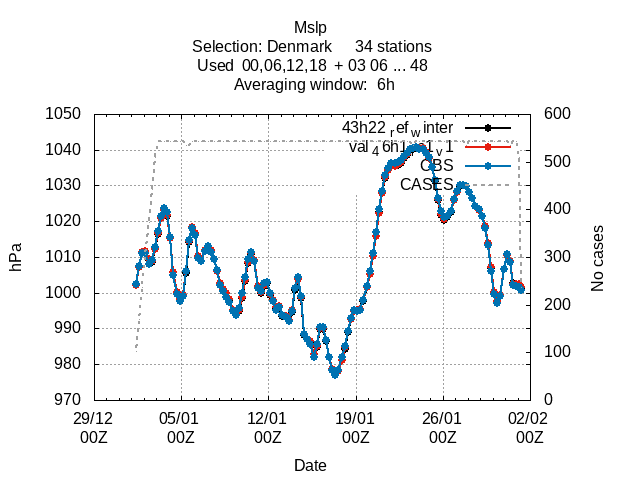 Mslp
Selection: Denmark 34 stations
Used 00,06,12,18 + 03 06 ... 48
Averaging window: 6h
1050
1040
1030
1020
1010
1000
990
980
970
hPa
600
500
400
300
200
100
0
No cases
43h22_ref_winter
OBS
CASES
29/12 00Z
05/01 00Z
12/01 00Z
19/01 00Z
26/01 00Z
02/02 00Z
Date